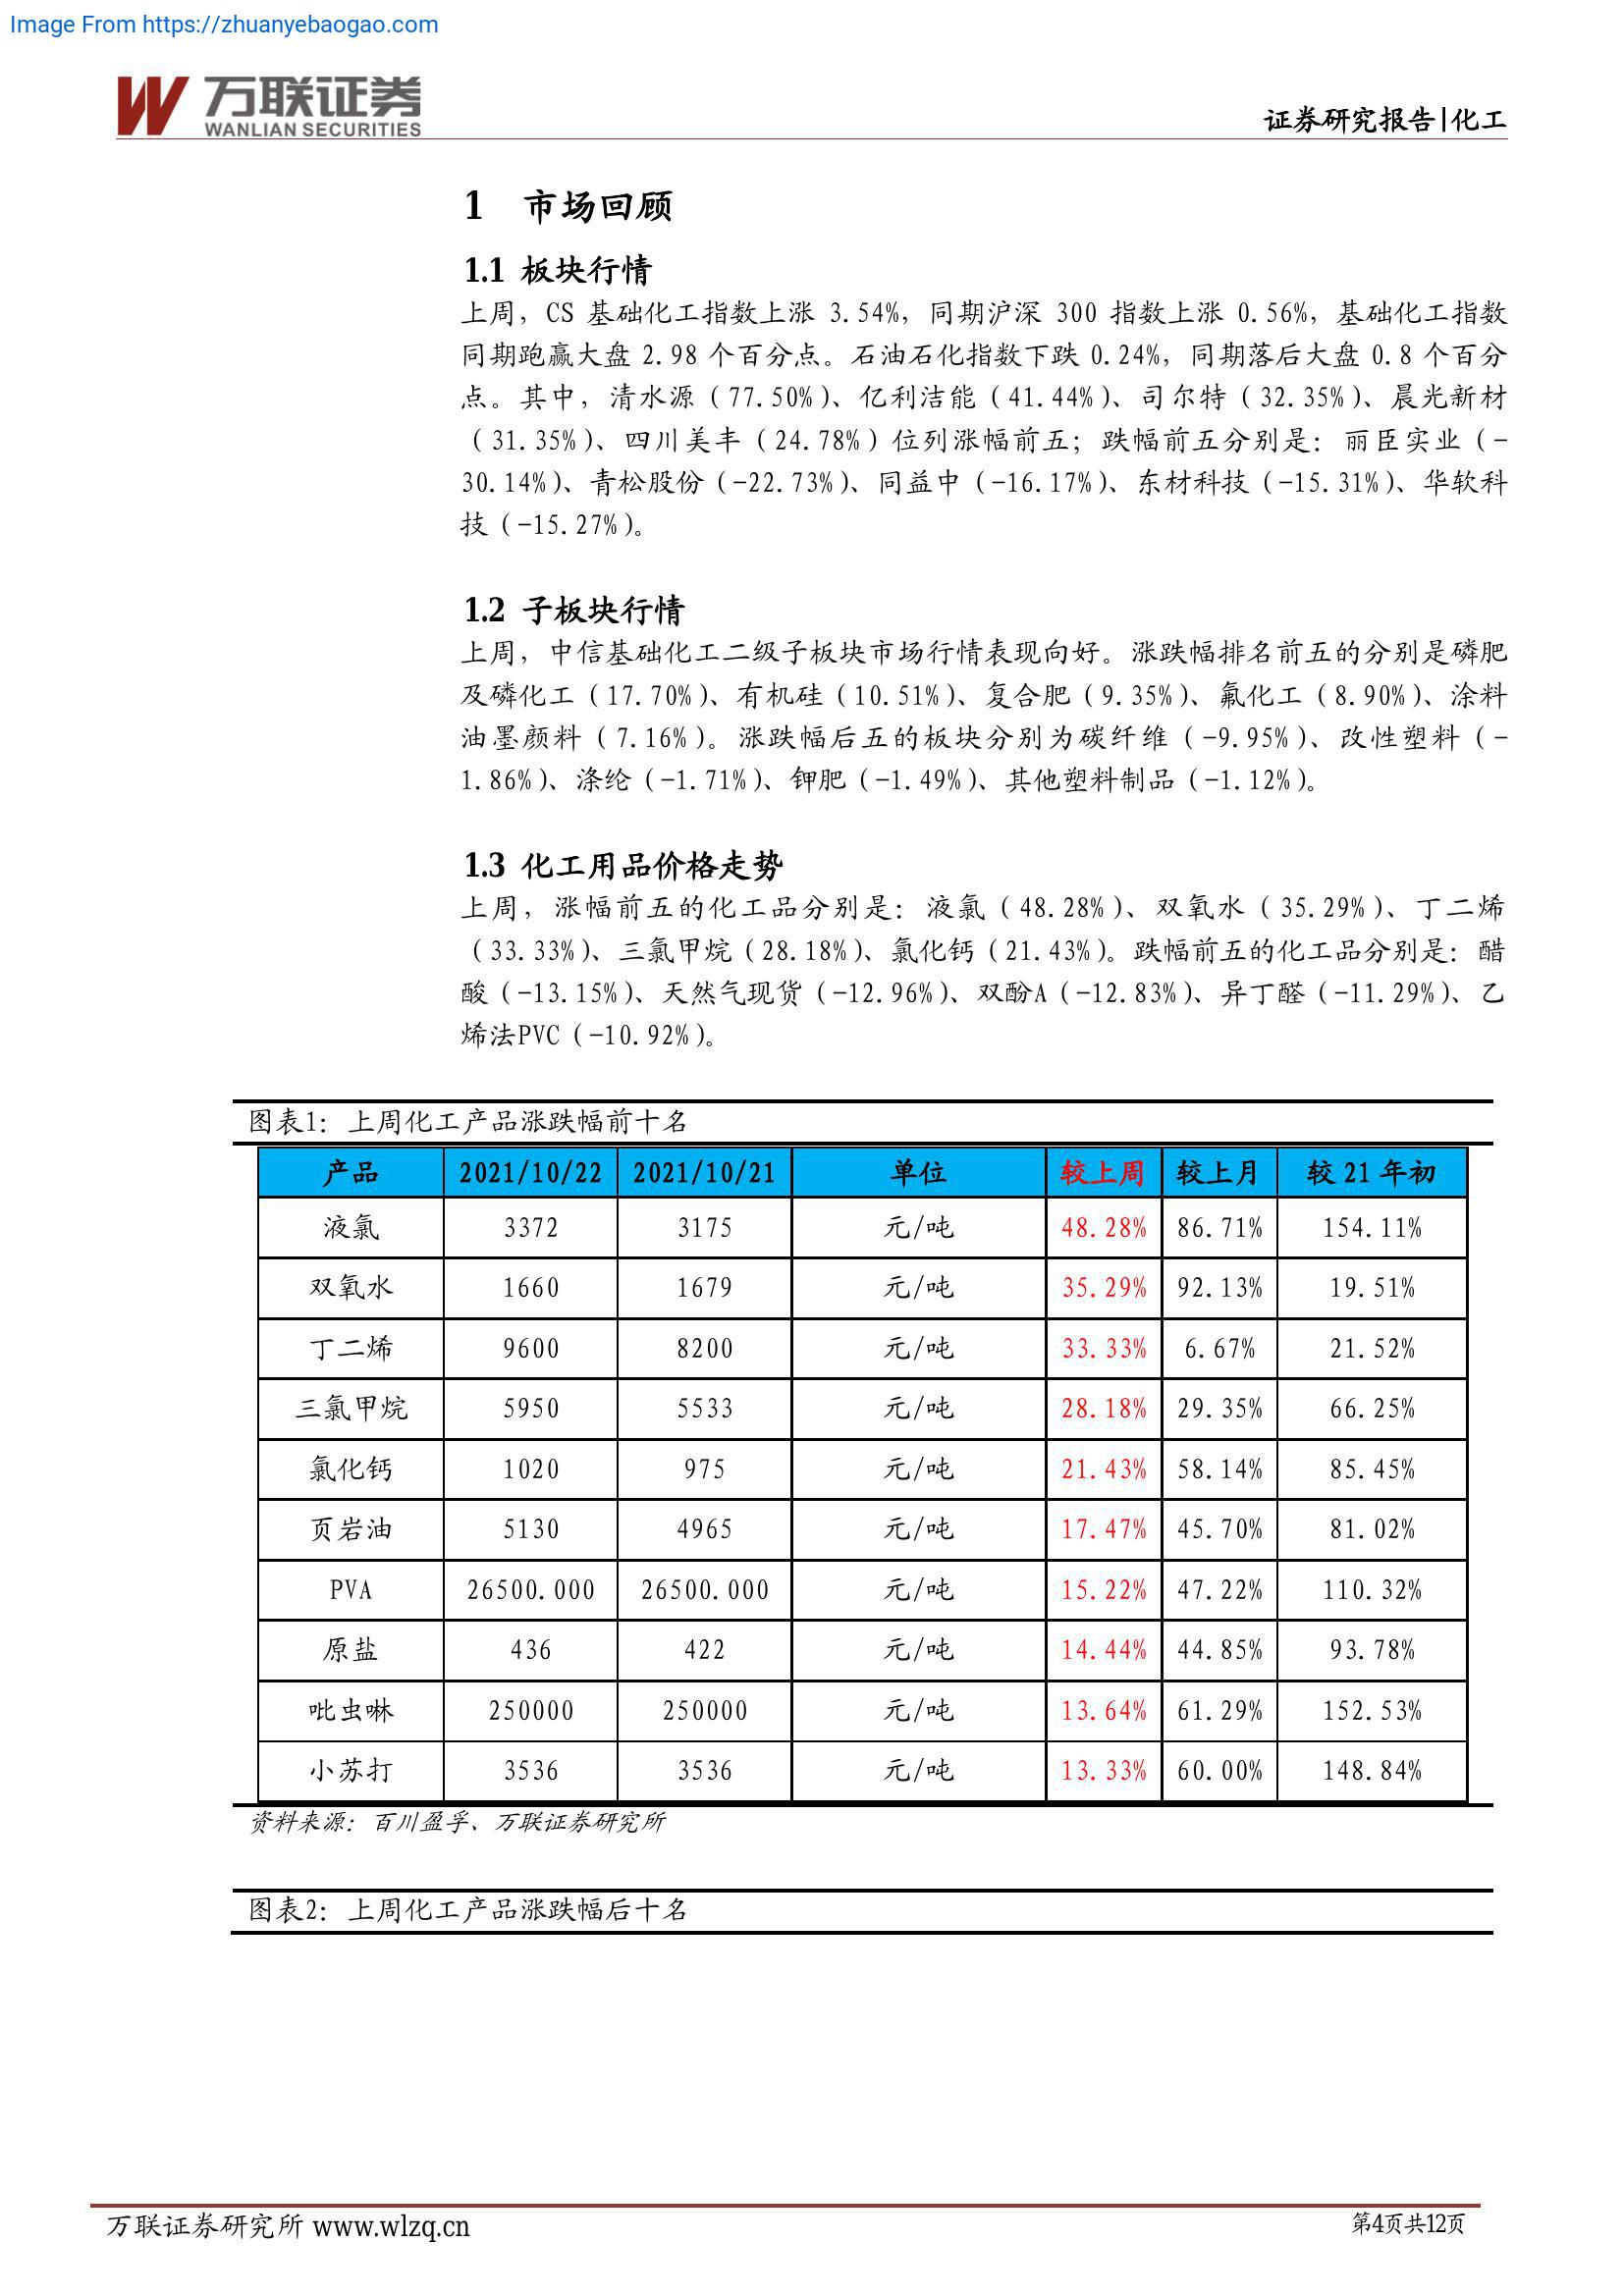 Image From https://zhuanyebaogao.com
万联证券
WANLIAN SECURITIES
证券研究报告|化工
1 市场回顾
1.1 板块行情
上周，CS 基础化工指数上涨 3.54%，同期沪深 300 指数上涨 0.56%，基础化工指数
同期跑赢大盘 2.98 个百分点。石油石化指数下跌 0.24%，同期落后大盘 0.8 个百分
点。其中，清水源（77.50%）、亿利洁能（41.44%）、司尔特（32.35%）、晨光新材
（31.35%）、四川美丰（24.78%）位列涨幅前五；跌幅前五分别是：丽臣实业（-
30.14%）、青松股份（-22.73%）、同益中（-16.17%）、东材科技（-15.31%）、华软科
技（-15.27%）。
1.2 子板块行情
上周，中信基础化工二级子板块市场行情表现向好。涨跌幅排名前五的分别是磷肥
及磷化工（17.70%）、有机硅（10.51%）、复合肥（9.35%）、氟化工（8.90%）、涂料
油墨颜料（7.16%）。涨跌幅后五的板块分别为碳纤维（-9.95%）、改性塑料（-
1.86%）、涤纶（-1.71%）、钾肥（-1.49%）、其他塑料制品（-1.12%）。
1.3 化工用品价格走势
上周，涨幅前五的化工品分别是：液氯（48.28%）、双氧水（35.29%）、丁二烯
（33.33%）、三氯甲烷（28.18%）、氯化钙（21.43%）。跌幅前五的化工品分别是：醋
酸（-13.15%）、天然气现货（-12.96%）、双酚A（-12.83%）、异丁醛（-11.29%）、乙
烯法PVC（-10.92%）。
图表1：上周化工产品涨跌幅前十名
产品 2021/10/22 2021/10/21 单位 较上周 较上月 较 21 年初
液氯 3372 3175 元/吨 48.28% 86.71% 154.11%
双氧水 1660 1679 元/吨 35.29% 92.13% 19.51%
丁二烯 9600 8200 元/吨 33.33% 6.67% 21.52%
三氯甲烷 5950 5533 元/吨 28.18% 29.35% 66.25%
氯化钙 1020 975 元/吨 21.43% 58.14% 85.45%
页岩油 5130 4965 元/吨 17.47% 45.70% 81.02%
PVA 26500.000 26500.000 元/吨 15.22% 47.22% 110.32%
原盐 436 422 元/吨 14.44% 44.85% 93.78%
吡虫啉 250000 250000 元/吨 13.64% 61.29% 152.53%
小苏打 3536 3536 元/吨 13.33% 60.00% 148.84%
资料来源：百川盈孚、万联证券研究所
图表2：上周化工产品涨跌幅后十名
万联证券研究所 www.wlzq.cn
第4页共12页